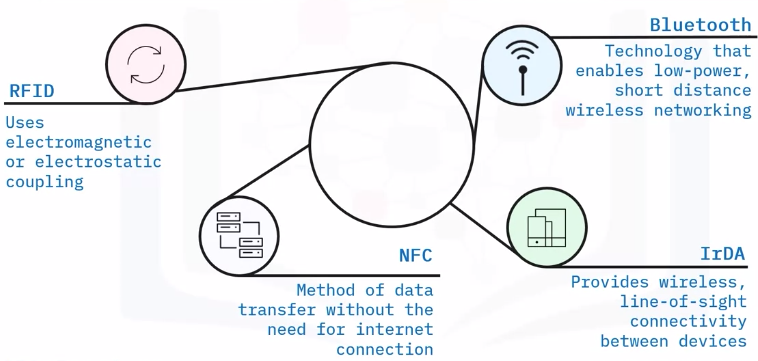 RFID
Uses
electromagnetic
or electrostatic
coupling
Bluetooth
Technology that
enables low-power,
short distance
wireless networking
NFC
Method of data
transfer without the
need for internet
connection
IrDA
Provides wireless,
line-of-sight
connectivity
between devices